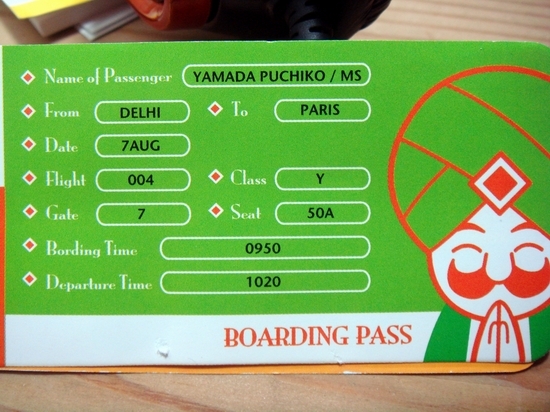 Name of Passenger YAMADA PUCHIKO / MS
From DELHI To PARIS
Date 7AUG
Flight 004 Class Y
Gate 7 Seat 50A
Bording Time 0950
Departure Time 1020
BOARDING PASS